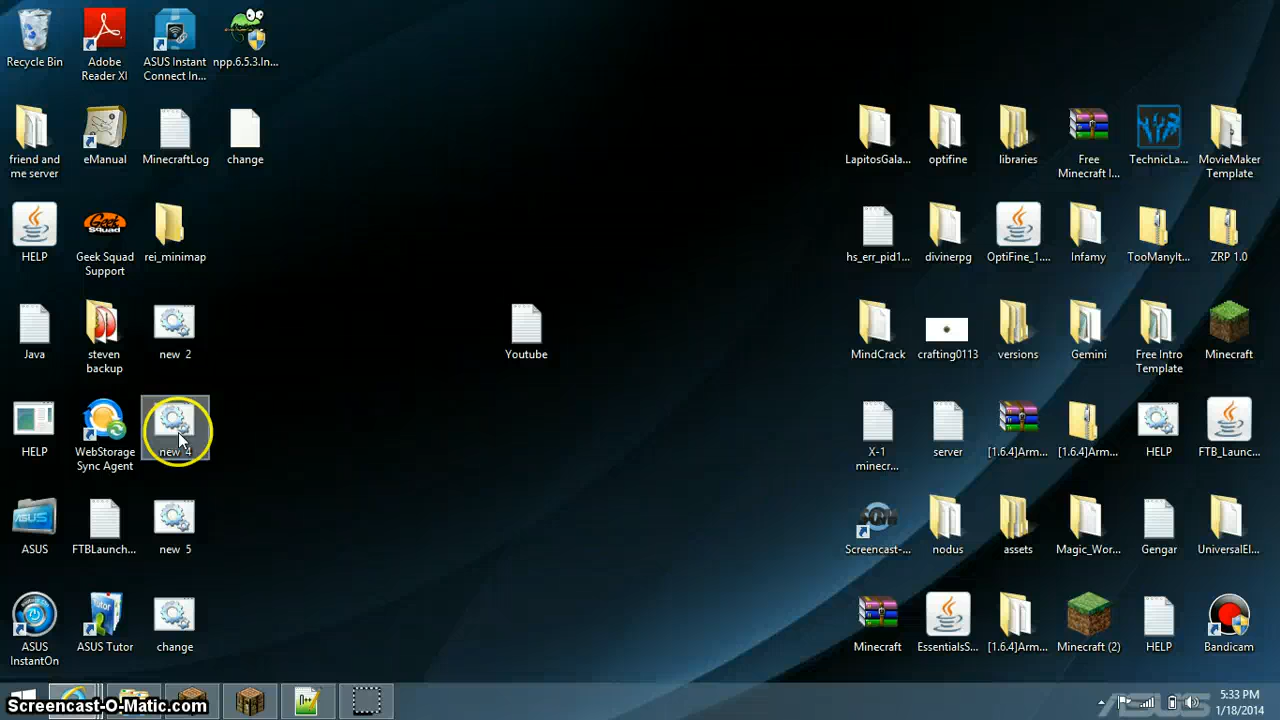 Recycle Bin
Adobe
Reader XI
ASUS Instant
Connect In...
npp.6.5.3.In...
friend and
me server
eManual
MinecraftLog
change
LapitosGala...
optifine
libraries
Free
Minecraft I...
TechnicLa...
MovieMaker
Template
HELP
Geek Squad
Geek Squad
Support
rei_minimap
hs_err_pid1...
divinerpg
OptiFine_1....
Infamy
TooManyIt...
ZRP 1.0
Java
steven
backup
new 2
Youtube
MindCrack
crafting0113
versions
Gemini
Free Intro
Template
Minecraft
HELP
WebStorage
Sync Agent
new 4
X-1
minecr...
server
[1.6.4]Arm...
[1.6.4]Arm...
HELP
FTB_Launc...
ASUS
ASUS
FTBLaunch...
new 5
Screencast-...
nodus
assets
Magic_Wor...
Gengar
UniversalEl...
ASUS
InstantOn
Tutor
ASUS Tutor
change
Minecraft
EssentialsS...
[1.6.4]Arm...
Minecraft (2)
HELP
Bandicam
Screencast-O-Matic.com
ASUS
5:33 PM
1/18/2014